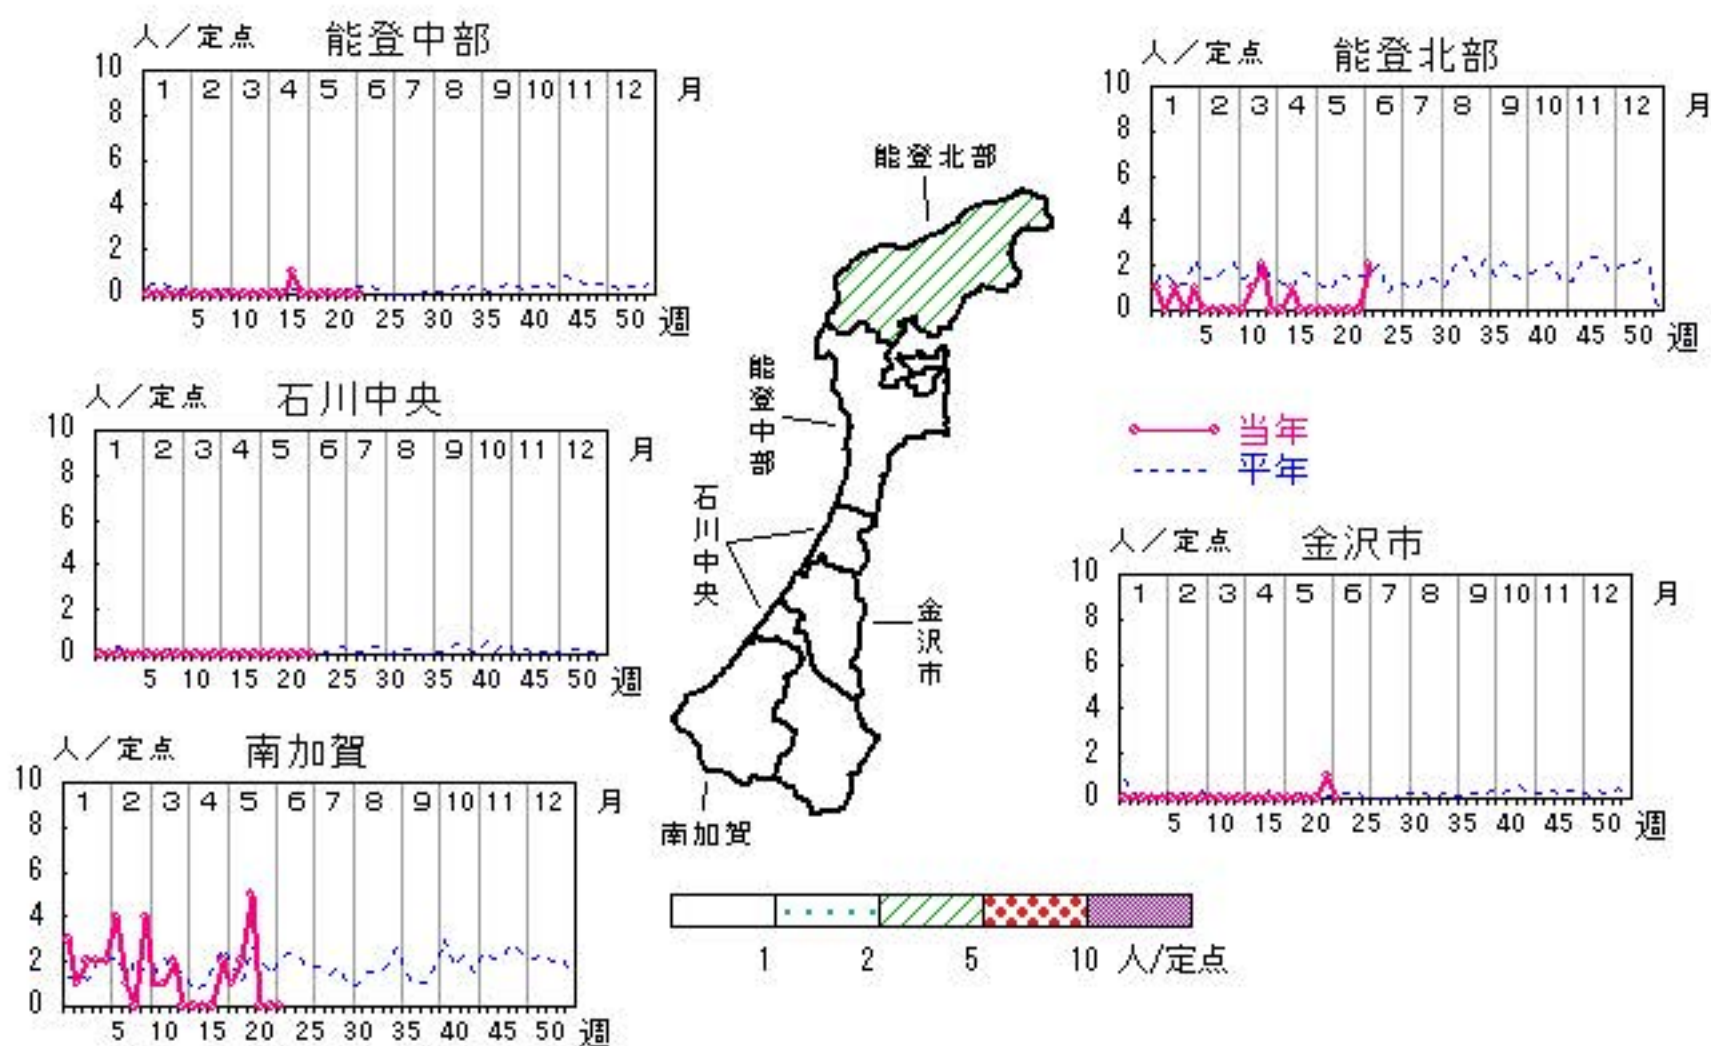 人／定点 能登中部
10 8 6 4 2 0
1 2 3 4 5 6 7 8 9 10 11 12 月
5 10 15 20 25 30 35 40 45 50 週
人／定点 能登北部
10 8 6 4 2 0
1 2 3 4 5 6 7 8 9 10 11 12 月
5 10 15 20 25 30 35 40 45 50 週
能登北部
能登中部
石川中央
金沢市
南加賀
人／定点 石川中央
10 8 6 4 2 0
1 2 3 4 5 6 7 8 9 10 11 12 月
5 10 15 20 25 30 35 40 45 50 週
当年
平年
人／定点 金沢市
10 8 6 4 2 0
1 2 3 4 5 6 7 8 9 10 11 12 月
5 10 15 20 25 30 35 40 45 50 週
人／定点 南加賀
10 8 6 4 2 0
1 2 3 4 5 6 7 8 9 10 11 12 月
5 10 15 20 25 30 35 40 45 50 週
1 2 5 10 人/定点